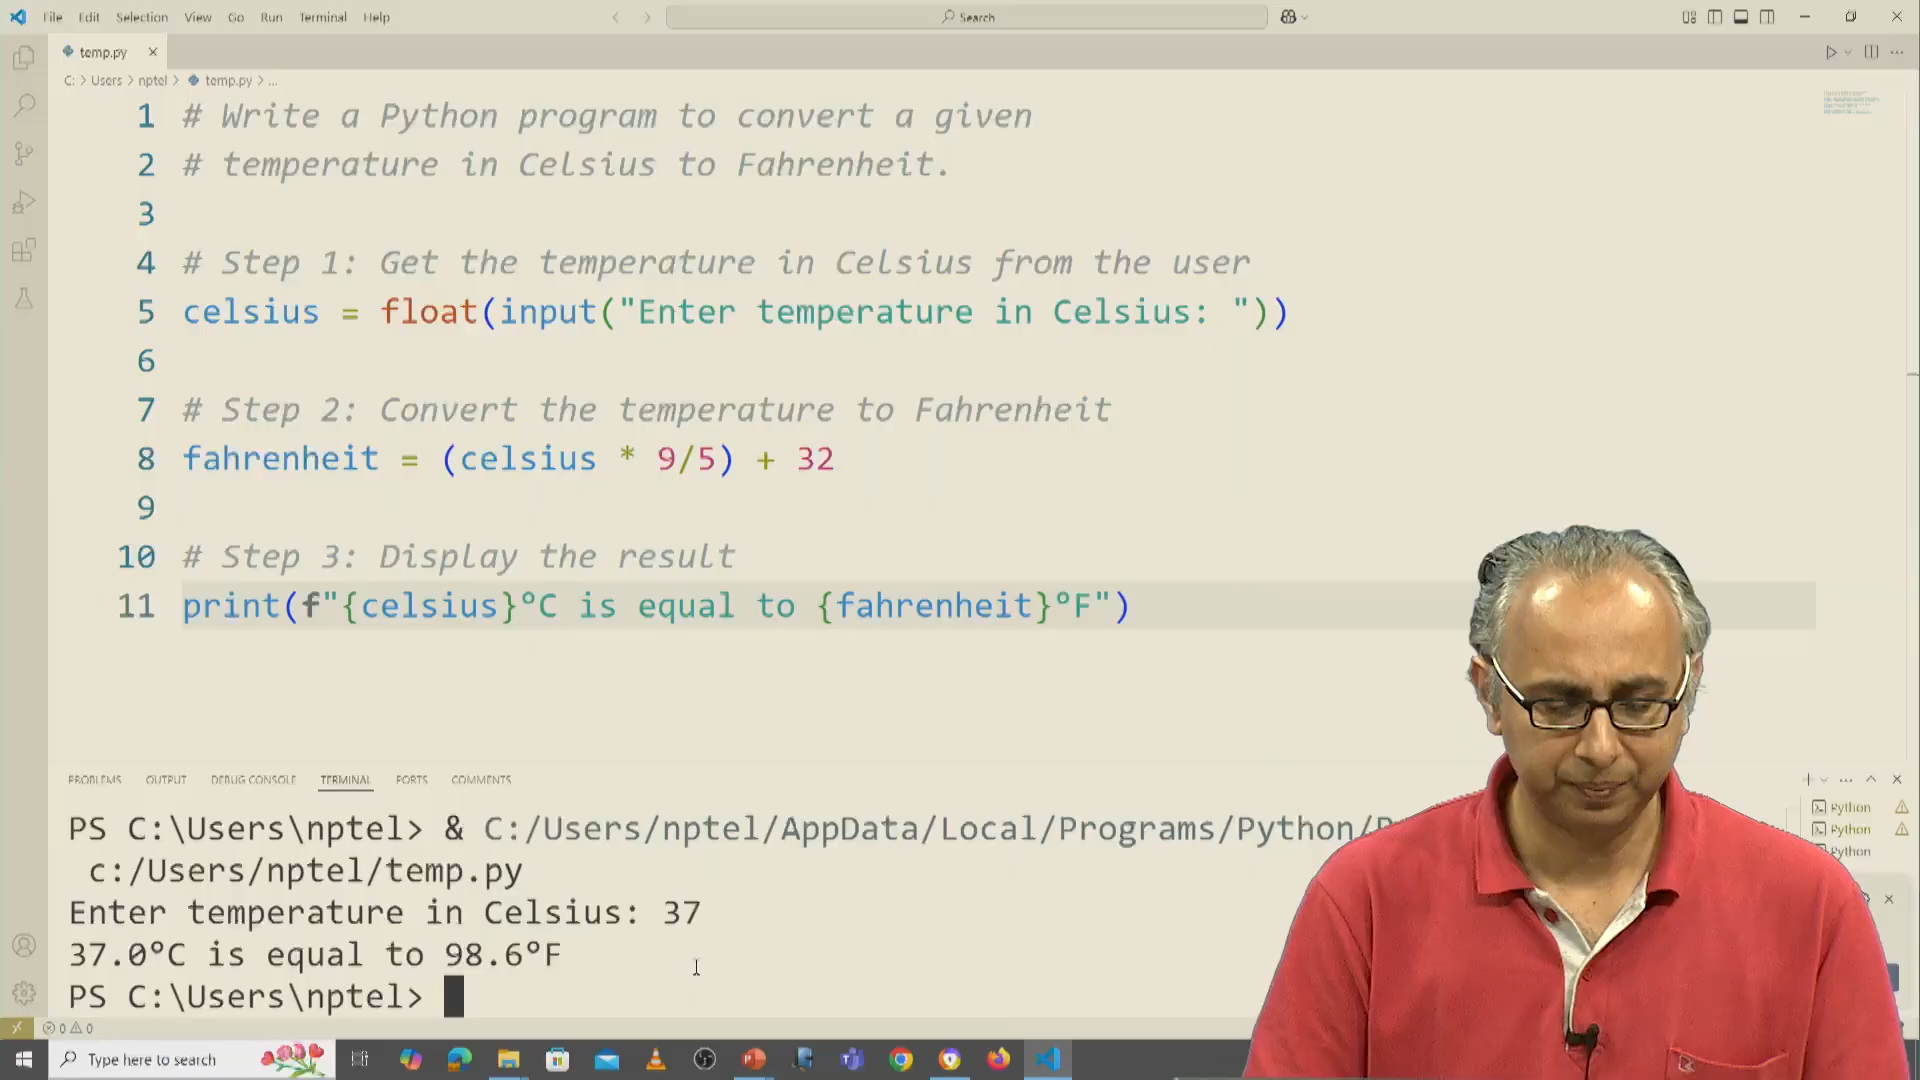 File Edit Selection View Go Run Terminal Help
Search
temp.py
C: > Users > nptel > temp.py > ...
1 # Write a Python program to convert a given
2 # temperature in Celsius to Fahrenheit.
3
4 # Step 1: Get the temperature in Celsius from the user
5 celsius = float(input("Enter temperature in Celsius: "))
6
7 # Step 2: Convert the temperature to Fahrenheit
8 fahrenheit = (celsius * 9/5) + 32
9
10 # Step 3: Display the result
11 print(f"{celsius}°C is equal to {fahrenheit}°F")
PROBLEMS OUTPUT DEBUG CONSOLE TERMINAL PORTS COMMENTS
PS C:\Users\nptel> & C:/Users/nptel/AppData/Local/Programs/Python/
c:/Users/nptel/temp.py
Enter temperature in Celsius: 37
37.0°C is equal to 98.6°F
PS C:\Users\nptel>
Python
Python
Python
0 0
Type here to search